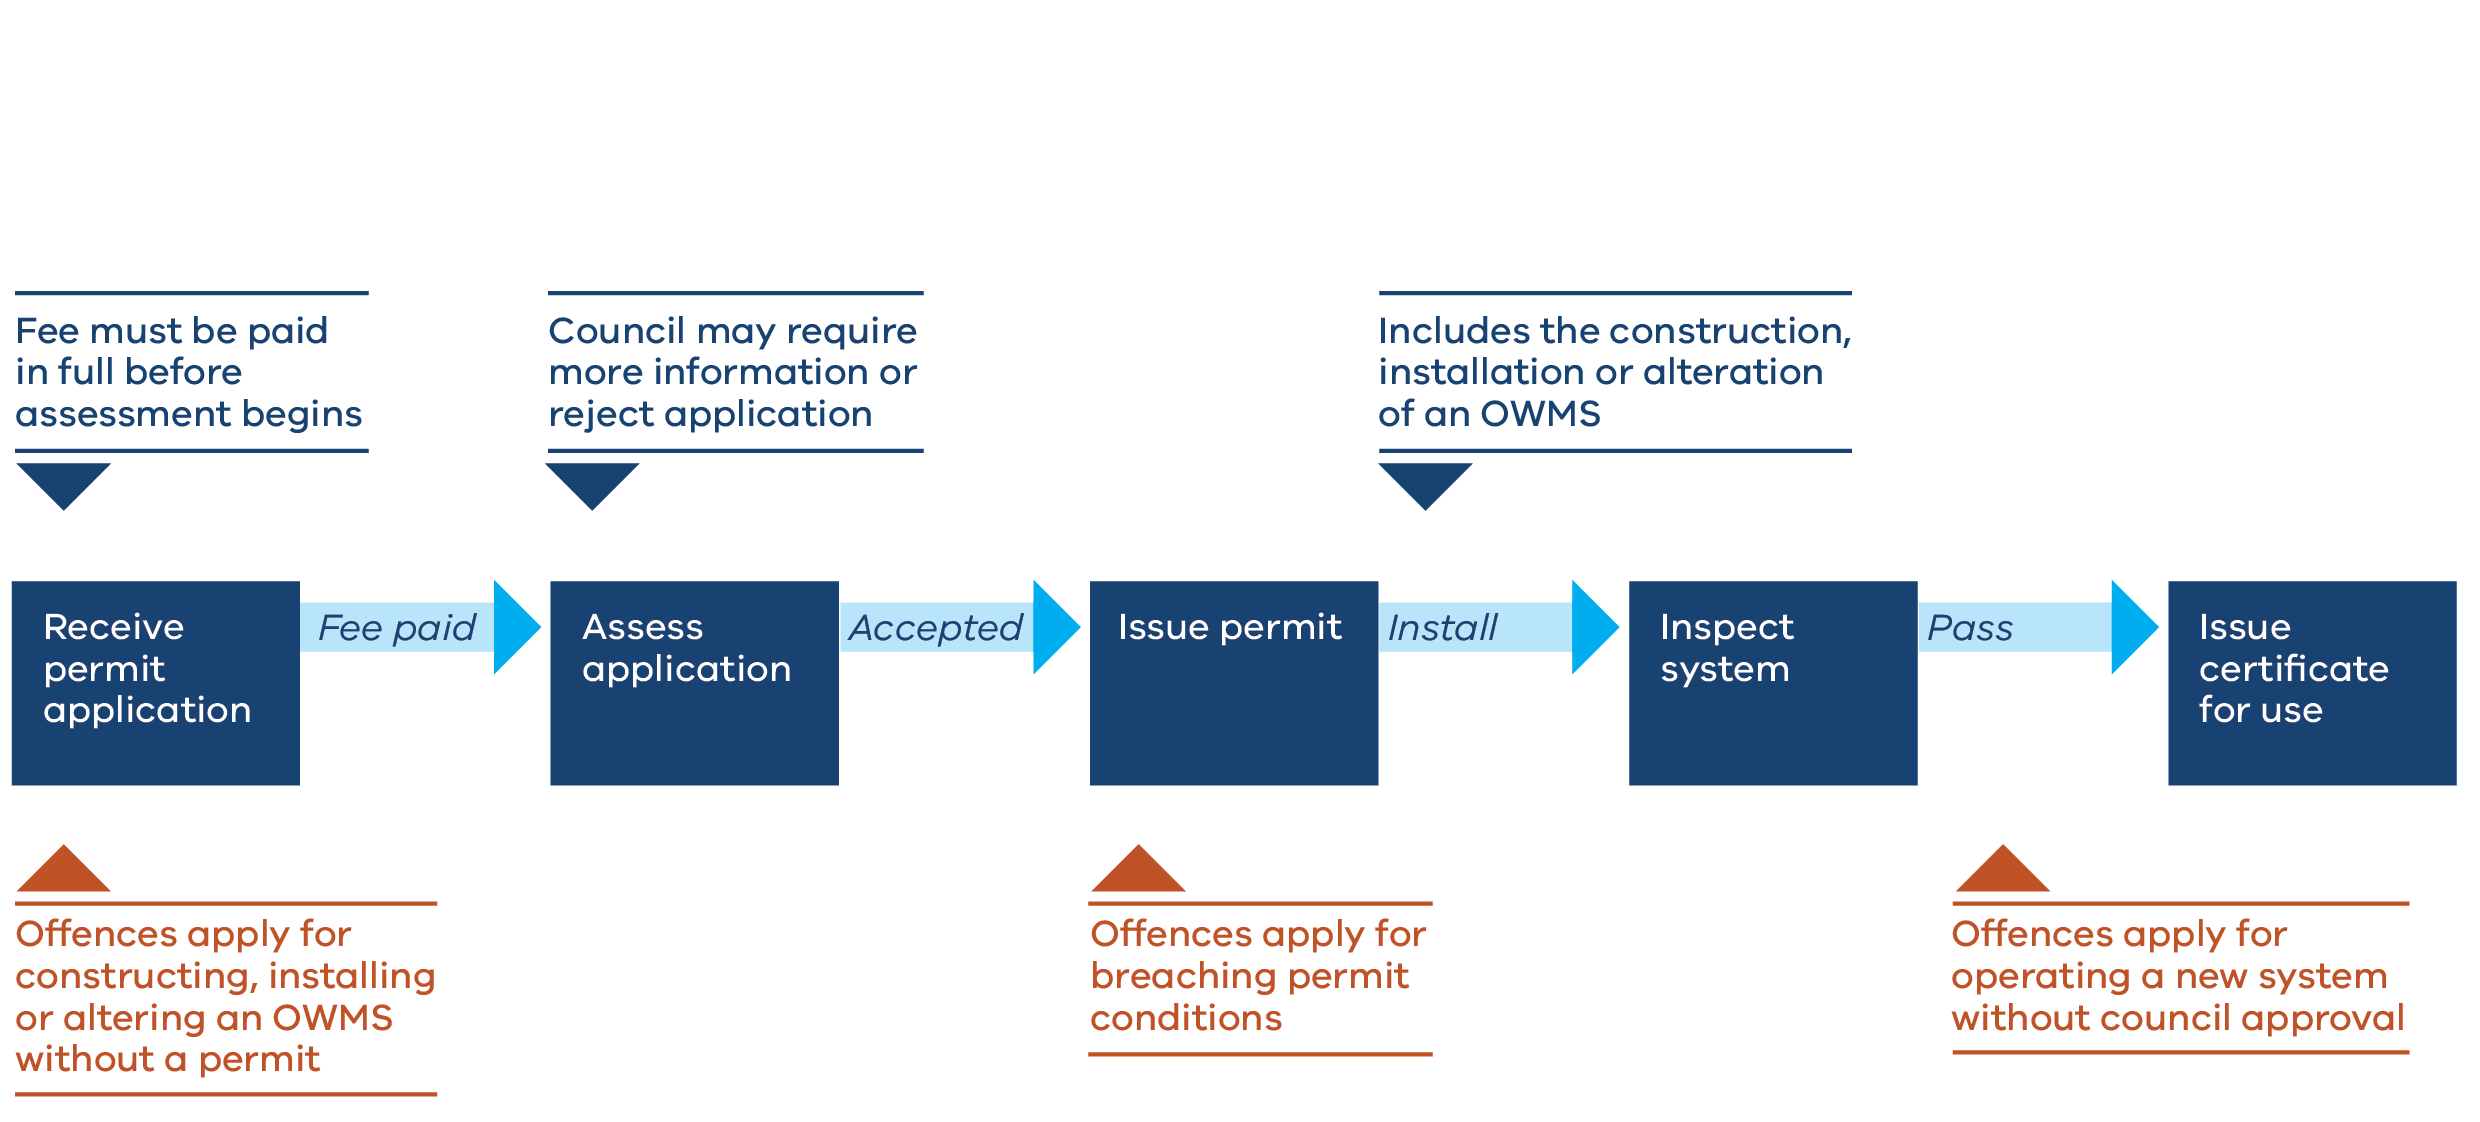 Fee must be paid
in full before
assessment begins
Council may require
more information or
reject application
Includes the construction,
installation or alteration
of an OWMS
Receive
permit
application
Fee paid
Assess
application
Accepted
Issue permit
Install
Inspect
system
Pass
Issue
certificate
for use
Offences apply for
constructing, installing
or altering an OWMS
without a permit
Offences apply for
breaching permit
conditions
Offences apply for
operating a new system
without council approval